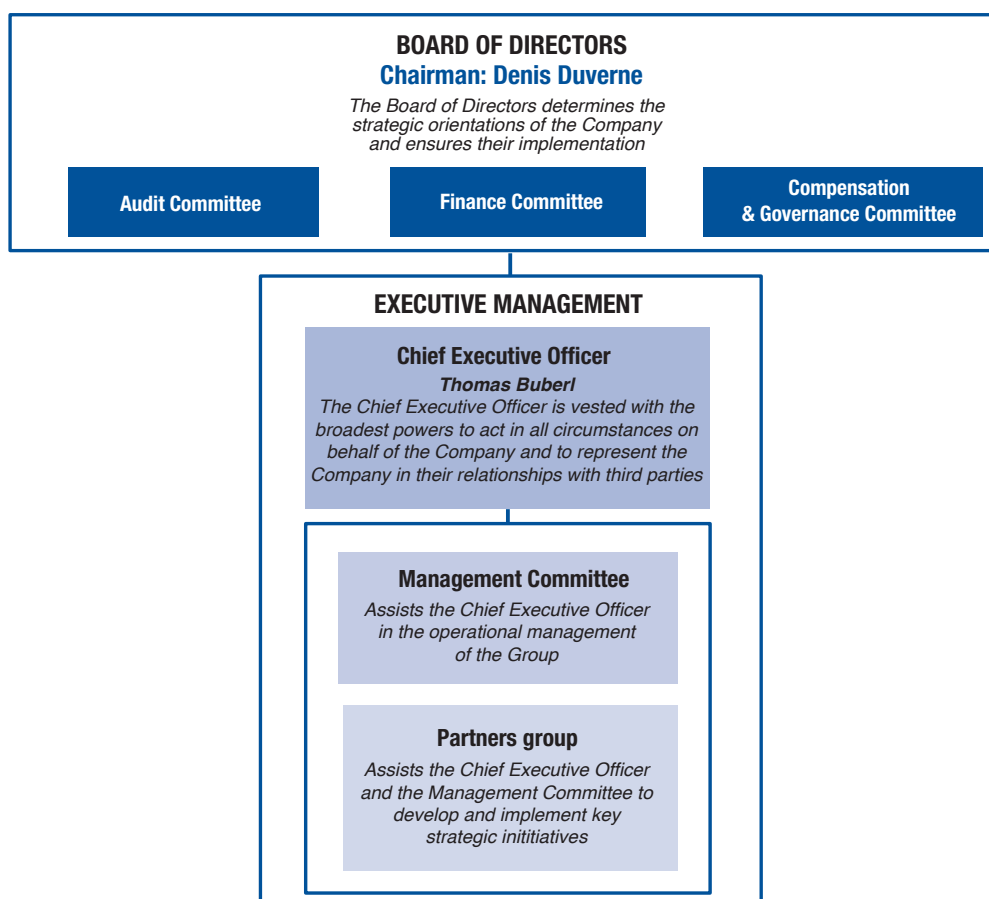 BOARD OF DIRECTORS
Chairman: Denis Duverne
The Board of Directors determines the
strategic orientations of the Company
and ensures their implementation
Audit Committee
Finance Committee
Compensation
& Governance Committee
EXECUTIVE MANAGEMENT
Chief Executive Officer
Thomas Buberl
The Chief Executive Officer is vested with the
broadest powers to act in all circumstances on
behalf of the Company and to represent the
Company in their relationships with third parties
Management Committee
Assists the Chief Executive Officer
in the operational management
of the Group
Partners group
Assists the Chief Executive Officer
and the Management Committee to
develop and implement key
strategic inititiatives